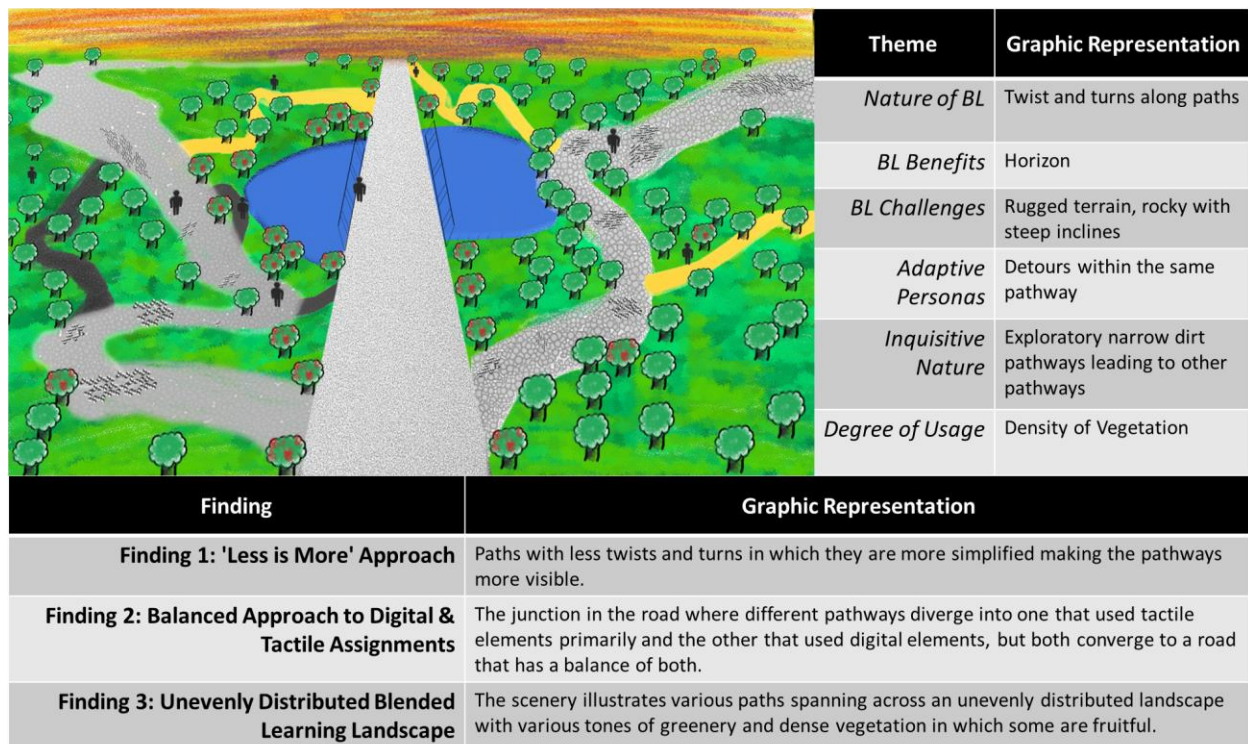 Theme
Graphic Representation
Nature of BL
Twist and turns along paths
BL Benefits
Horizon
BL Challenges
Rugged terrain, rocky with
steep inclines
Adaptive
Personas
Detours within the same
pathway
Inquisitive
Nature
Exploratory narrow dirt
pathways leading to other
pathways
Degree of Usage
Density of Vegetation
Finding
Graphic Representation
Finding 1: 'Less is More' Approach
Paths with less twists and turns in which they are more simplified making the pathways
more visible.
Finding 2: Balanced Approach to Digital &
Tactile Assignments
The junction in the road where different pathways diverge into one that used tactile
elements primarily and the other that used digital elements, but both converge to a road
that has a balance of both.
Finding 3: Unevenly Distributed Blended
Learning Landscape
The scenery illustrates various paths spanning across an unevenly distributed landscape
with various tones of greenery and dense vegetation in which some are fruitful.